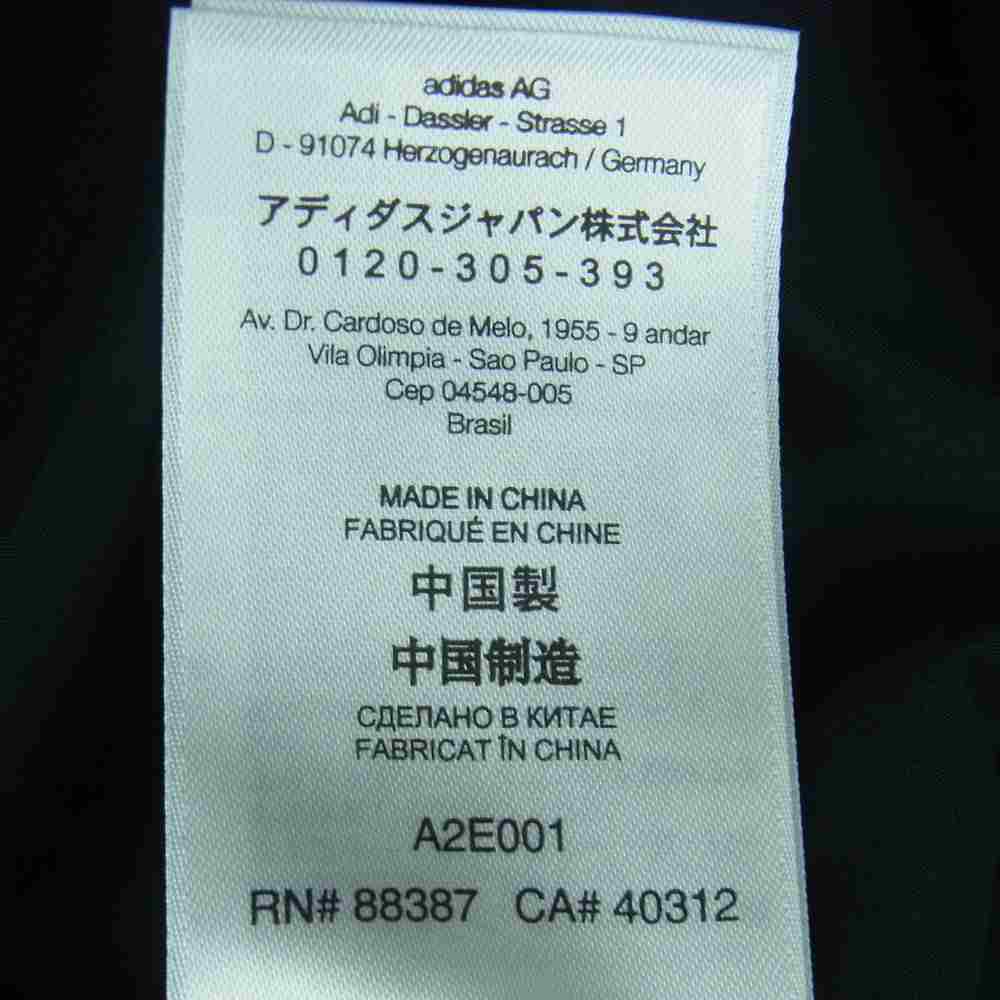 adidas AG
Adi - Dassler - Strasse 1
D - 91074 Herzogenaurach / Germany
アディダスジャパン株式会社
0120-305-393
Av. Dr. Cardoso de Melo, 1955 - 9 andar
Vila Olimpia - Sao Paulo - SP
Cep 04548-005
Brasil
MADE IN CHINA
FABRIQUÉ EN CHINE
中国製
中国制造
СДЕЛАНО В КИТАЕ
FABRICAT ÎN CHINA
A2E001
RN# 88387 CA# 40312